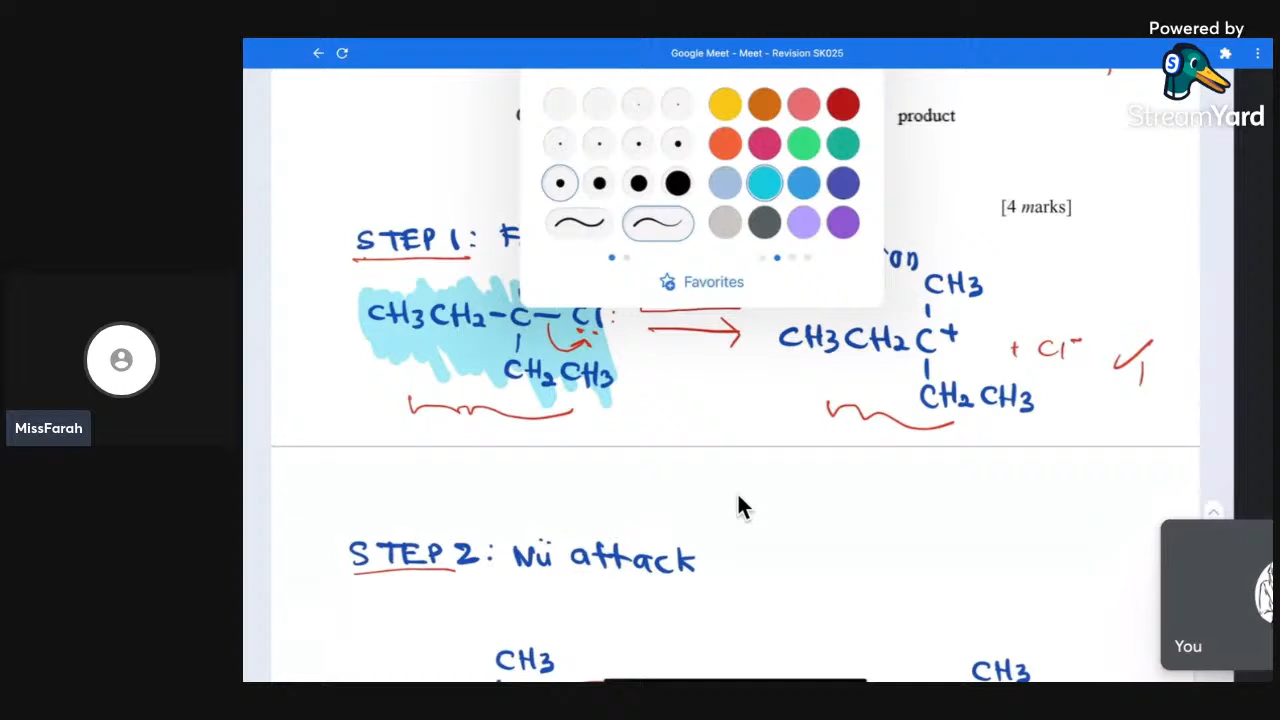 Powered by
StreamYard
Google Meet - Meet - Revision SK025
product
[4 marks]
Favorites
STEP 1:
CH3
CH3CH2-C-Cl:
CH2CH3
CH3CH2C+
+ Cl-
CH2CH3
STEP 2: Nü attack
CH3
CH3
MissFarah
You